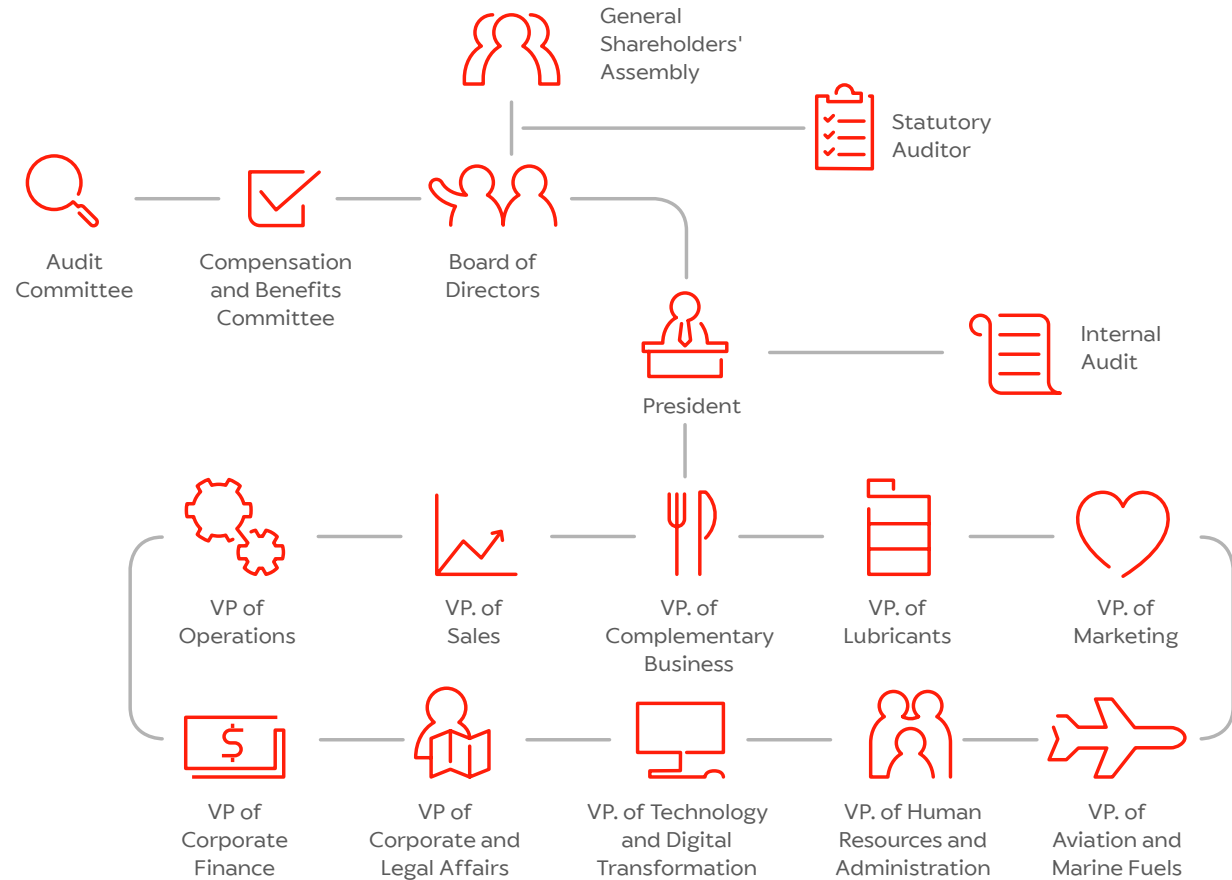 General
Shareholders'
Assembly
Statutory
Auditor
Audit
Committee
Compensation
and Benefits
Committee
Board of
Directors
President
Internal
Audit
VP of
Operations
VP. of
Sales
VP. of
Complementary
Business
VP. of
Lubricants
VP. of
Marketing
$
VP of
Corporate
Finance
VP of
Corporate and
Legal Affairs
VP. of Technology
and Digital
Transformation
VP. of Human
Resources and
Administration
VP. of
Aviation and
Marine Fuels